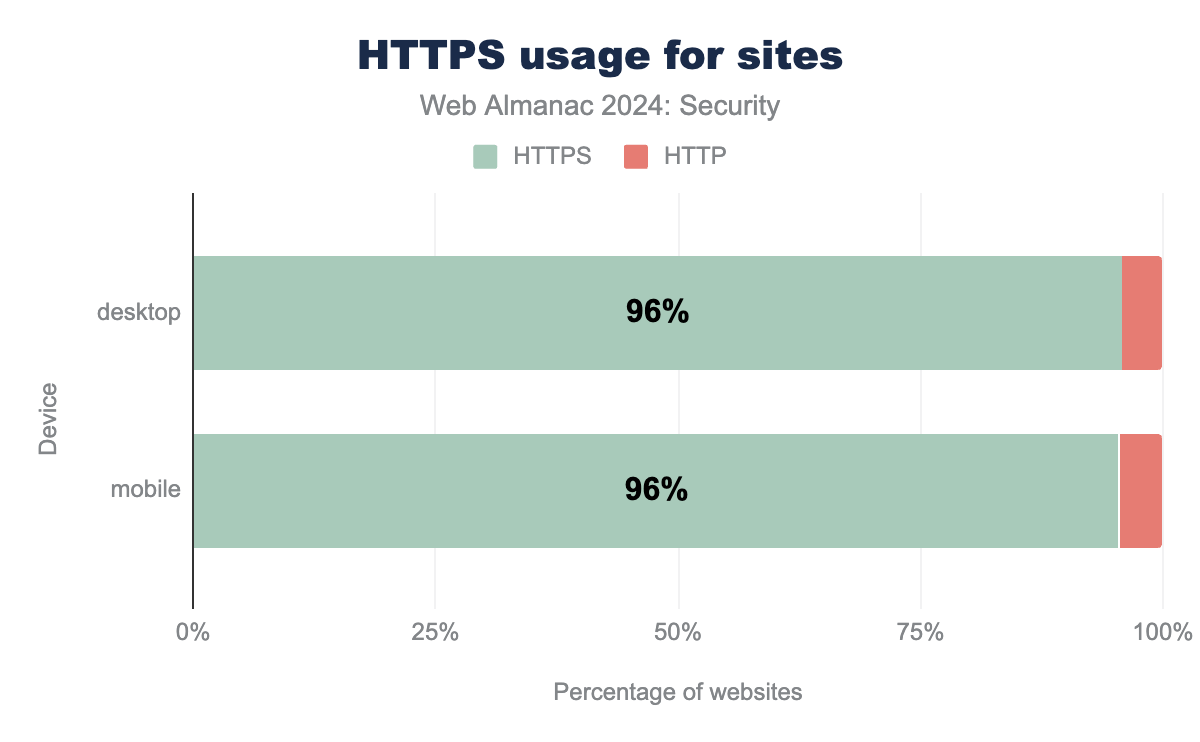 HTTPS usage for sites
Web Almanac 2024: Security
HTTPS HTTP
desktop
96%
Device
mobile
96%
0% 25% 50% 75% 100%
Percentage of websites